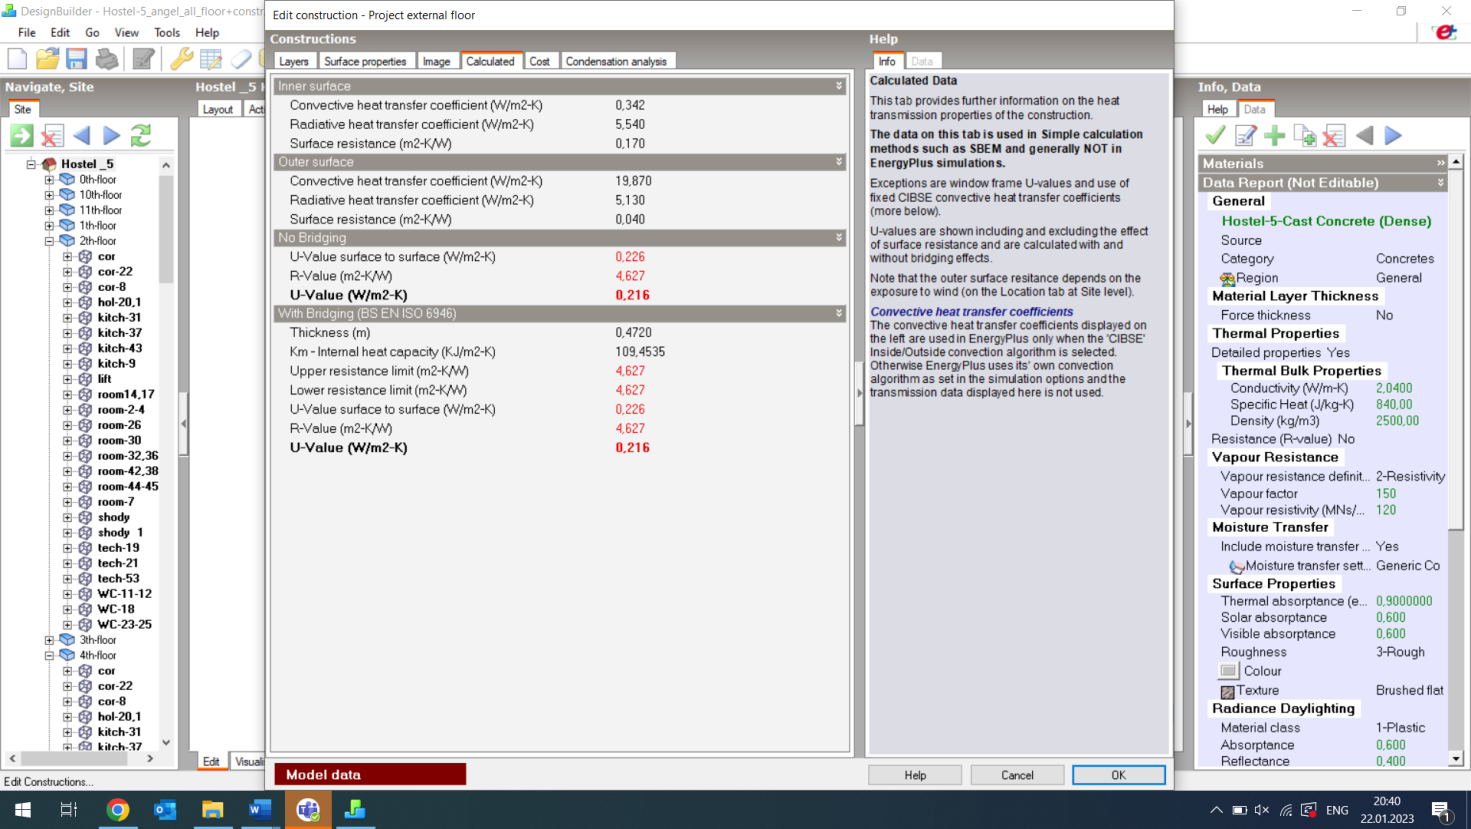 DesignBuilder - Hostel-5_angel_all_floor+constr
File Edit Go View Tools Help
Navigate, Site
Site
Hostel _5
0th-floor
10th-floor
11th-floor
1th-floor
2th-floor
cor
cor-22
cor-8
hol-20,1
kitch-31
kitch-37
kitch-43
kitch-9
lift
room14,17
room-2-4
room-26
room-30
room-32,36
room-42,38
room-44-45
room-7
shody
shody 1
tech-19
tech-21
tech-53
WC-11-12
WC-18
WC-23-25
3th-floor
4th-floor
cor
cor-22
cor-8
hol-20,1
kitch-31
kitch-37
Edit Constructions...
Hostel _5 H
Layout Acti
Edit Visuali
Edit construction - Project external floor
Constructions
Layers Surface properties Image Calculated Cost Condensation analysis
Inner surface
Convective heat transfer coefficient (W/m2-K) 0,342
Radiative heat transfer coefficient (W/m2-K) 5,540
Surface resistance (m2-K/W) 0,170
Outer surface
Convective heat transfer coefficient (W/m2-K) 19,870
Radiative heat transfer coefficient (W/m2-K) 5,130
Surface resistance (m2-K/W) 0,040
No Bridging
U-Value surface to surface (W/m2-K) 0,226
R-Value (m2-K/W) 4,627
U-Value (W/m2-K) 0,216
With Bridging (BS EN ISO 6946)
Thickness (m) 0,4720
Km - Internal heat capacity (KJ/m2-K) 109,4535
Upper resistance limit (m2-K/W) 4,627
Lower resistance limit (m2-K/W) 4,627
U-Value surface to surface (W/m2-K) 0,226
R-Value (m2-K/W) 4,627
U-Value (W/m2-K) 0,216
Model data
Help
Info Data
Calculated Data
This tab provides further information on the heat
transmission properties of the construction.
The data on this tab is used in Simple calculation
methods such as SBEM and generally NOT in
EnergyPlus simulations.
Exceptions are window frame U-values and use of
fixed CIBSE convective heat transfer coefficients
(more below).
U-values are shown including and excluding the effect
of surface resistance and are calculated with and
without bridging effects.
Note that the outer surface resitance depends on the
exposure to wind (on the Location tab at Site level).
Convective heat transfer coefficients
The convective heat transfer coefficients displayed on
the left are used in EnergyPlus only when the 'CIBSE'
Inside/Outside convection algorithm is selected.
Otherwise EnergyPlus uses its' own convection
algorithm as set in the simulation options and the
transmission data displayed here is not used.
Help Cancel OK
Info, Data
Help Data
Materials
Data Report (Not Editable)
General
Hostel-5-Cast Concrete (Dense)
Source
Category Concretes
Region General
Material Layer Thickness
Force thickness No
Thermal Properties
Detailed properties Yes
Thermal Bulk Properties
Conductivity (W/m-K) 2,0400
Specific Heat (J/kg-K) 840,00
Density (kg/m3) 2500,00
Resistance (R-value) No
Vapour Resistance
Vapour resistance definit... 2-Resistivity
Vapour factor 150
Vapour resistivity (MNs/... 120
Moisture Transfer
Include moisture transfer ... Yes
Moisture transfer sett... Generic Co
Surface Properties
Thermal absorptance (e... 0,9000000
Solar absorptance 0,600
Visible absorptance 0,600
Roughness 3-Rough
Colour
Texture Brushed flat
Radiance Daylighting
Material class 1-Plastic
Absorptance 0,600
Reflectance 0,400
ENG
20:40
22.01.2023
1